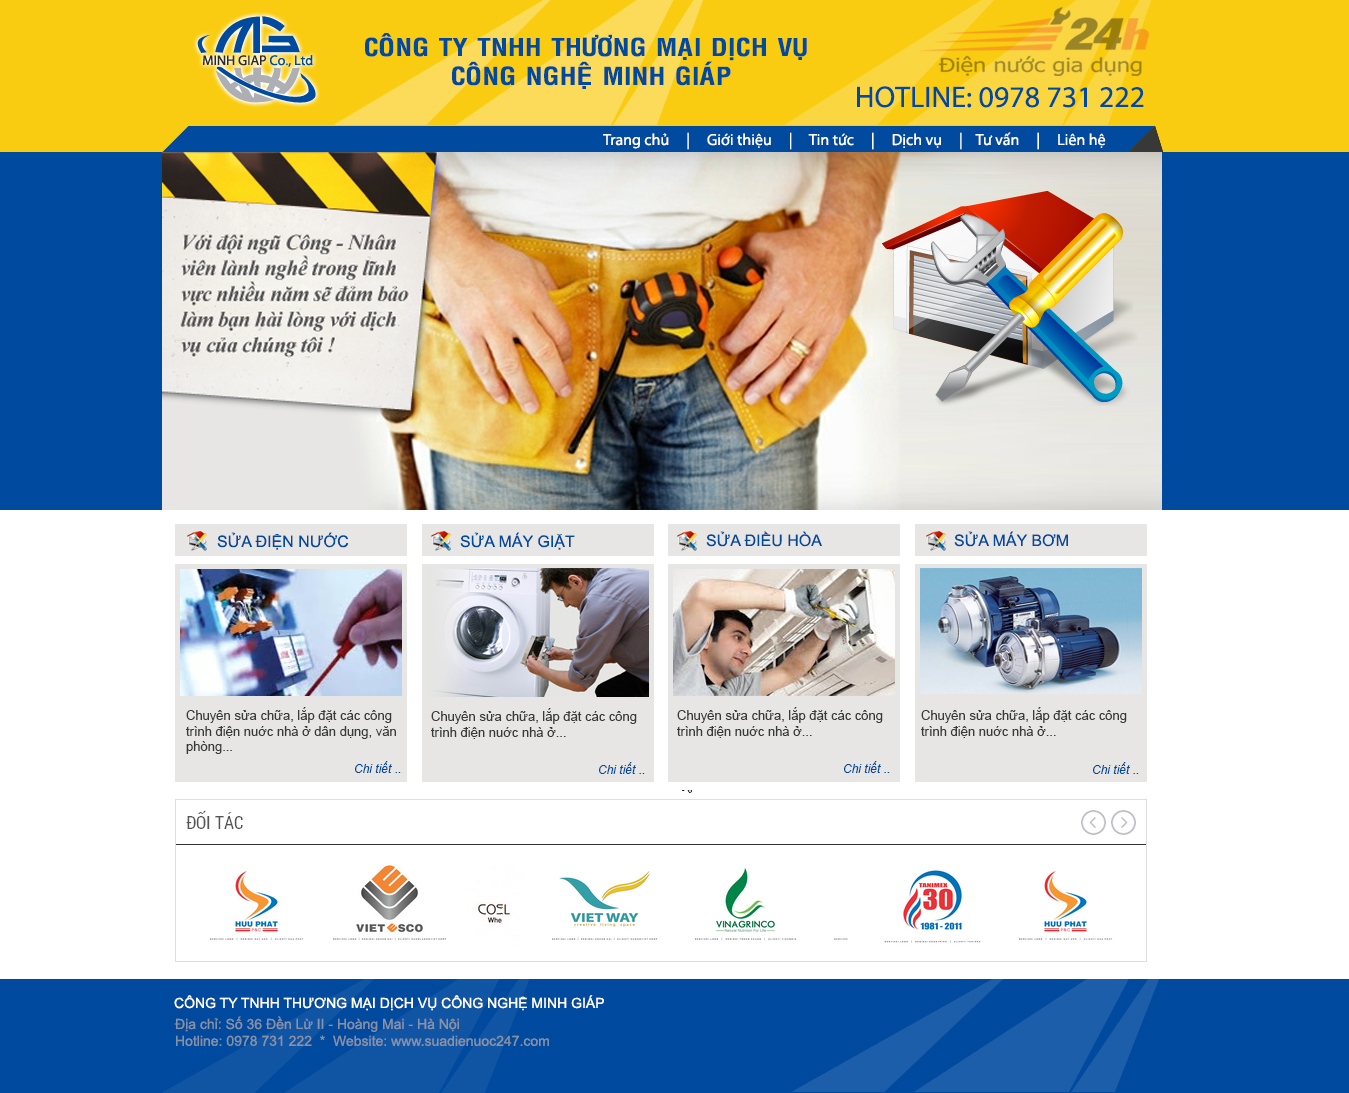 MINH GIAP Co., Ltd
CÔNG TY TNHH THƯƠNG MẠI DỊCH VỤ
CÔNG NGHỆ MINH GIÁP
24h
Điện nước gia dụng
HOTLINE: 0978 731 222
Trang chủ | Giới thiệu | Tin tức | Dịch vụ | Tư vấn | Liên hệ
Với đội ngũ Công - Nhân
viên lành nghề trong lĩnh
vực nhiều năm sẽ đảm bảo
làm bạn hài lòng với dịch
vụ của chúng tôi !
SỬA ĐIỆN NƯỚC
SỬA MÁY GIẶT
SỬA ĐIỀU HÒA
SỬA MÁY BƠM
Chuyên sửa chữa, lắp đặt các công
trình điện nước nhà ở dân dụng, văn
phòng...
Chi tiết ..
Chuyên sửa chữa, lắp đặt các công
trình điện nước nhà ở...
Chi tiết ..
Chuyên sửa chữa, lắp đặt các công
trình điện nước nhà ở...
Chi tiết ..
Chuyên sửa chữa, lắp đặt các công
trình điện nước nhà ở...
Chi tiết ..
ĐỐI TÁC
HUU PHAT
P&C
VIET ESCO
COEL
Whe
VIET WAY
VINAGRINCO
TANIMEX
30
1981 - 2011
HUU PHAT
P&C
CÔNG TY TNHH THƯƠNG MẠI DỊCH VỤ CÔNG NGHỆ MINH GIÁP
Địa chỉ: Số 36 Đền Lừ II - Hoàng Mai - Hà Nội
Hotline: 0978 731 222 * Website: www.suadienuoc247.com